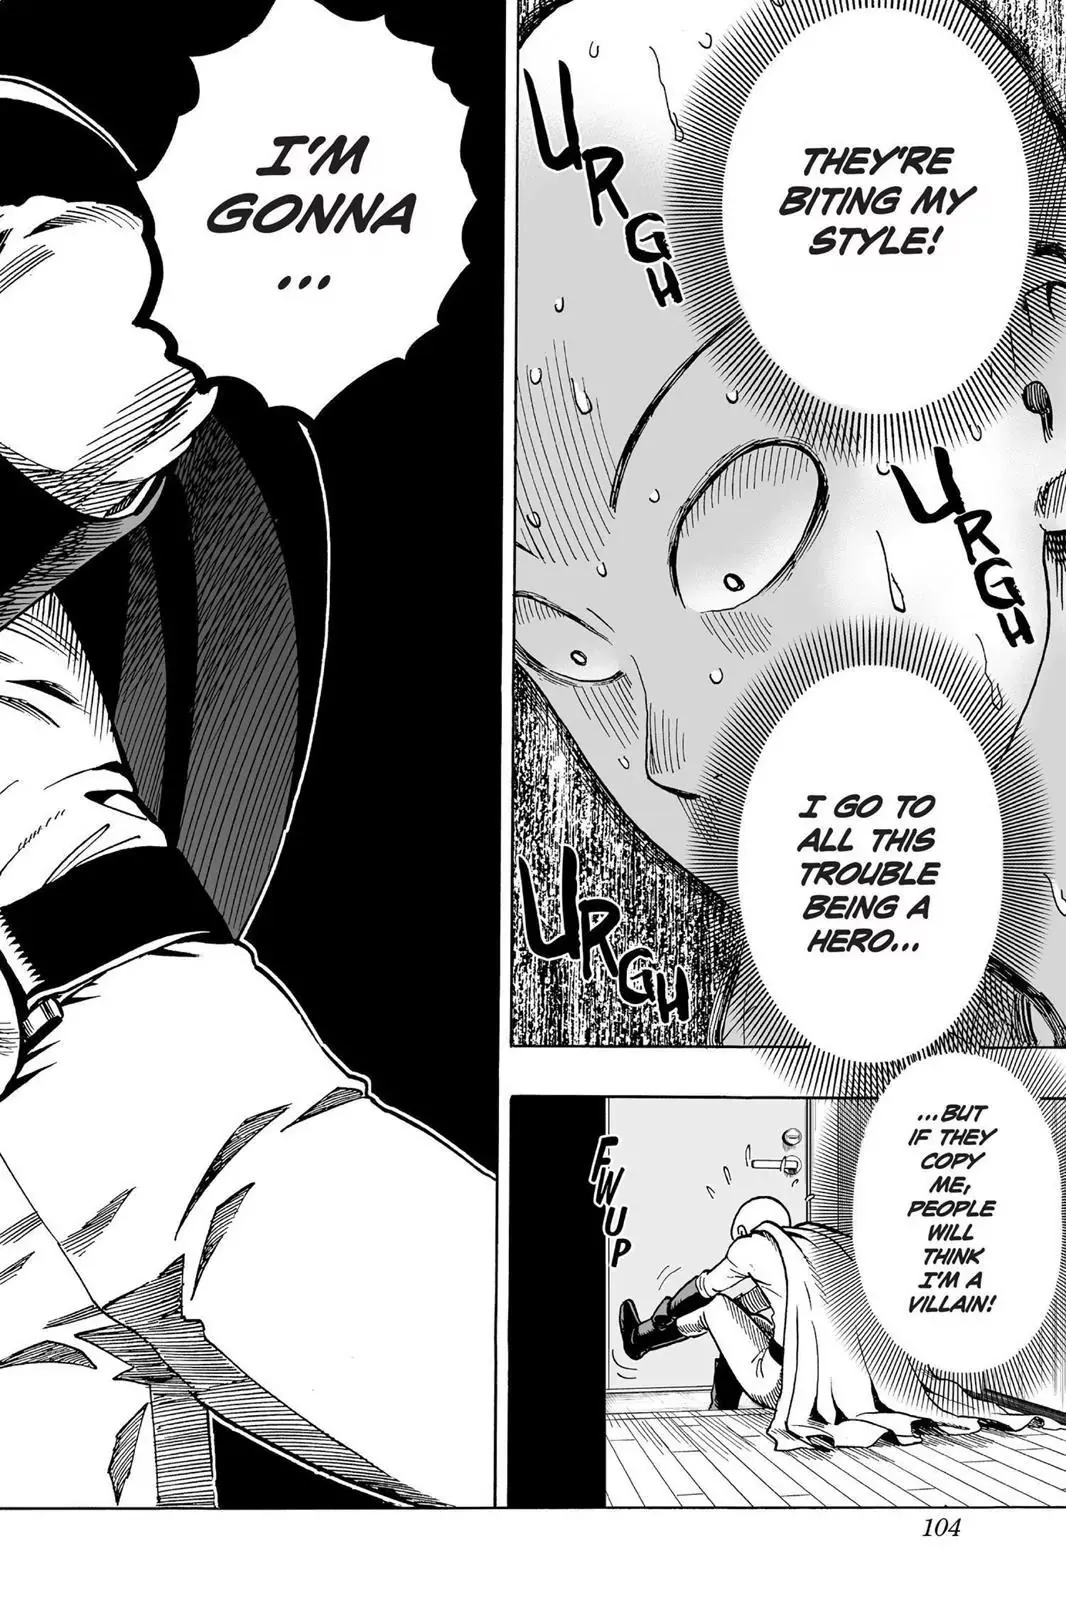 THEY'RE
BITING MY
STYLE!
URGH
URGH
I GO TO
ALL THIS
TROUBLE
BEING A
HERO...
URGH
...BUT
IF THEY
COPY
ME,
PEOPLE
WILL
THINK
I'M A
VILLAIN!
FWUP
I'M
GONNA
...
104